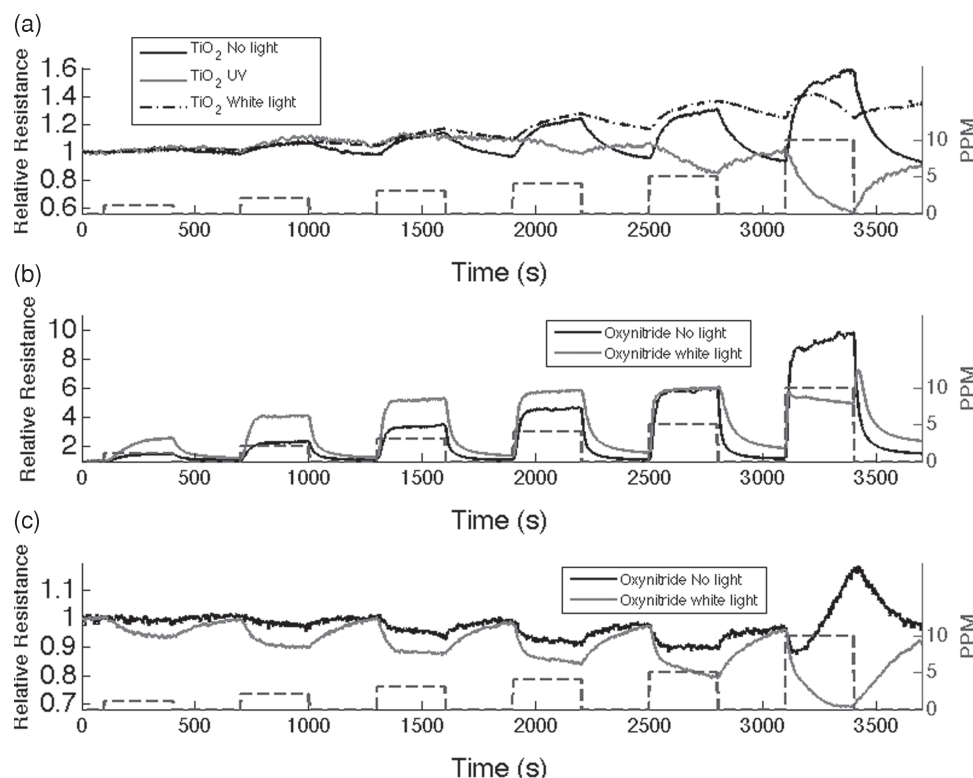 (a)
TiO2 No light
TiO2 UV
TiO2 White light
Relative Resistance
1.6
1.4
1.2
1
0.8
0.6
10
5
0
PPM
0 500 1000 1500 2000 2500 3000 3500
Time (s)
(b)
Oxynitride No light
Oxynitride white light
Relative Resistance
10
8
6
4
2
10
5
0
PPM
0 500 1000 1500 2000 2500 3000 3500
Time (s)
(c)
Oxynitride No light
Oxynitride white light
Relative Resistance
1.1
1
0.9
0.8
0.7
10
5
0
PPM
0 500 1000 1500 2000 2500 3000 3500
Time (s)